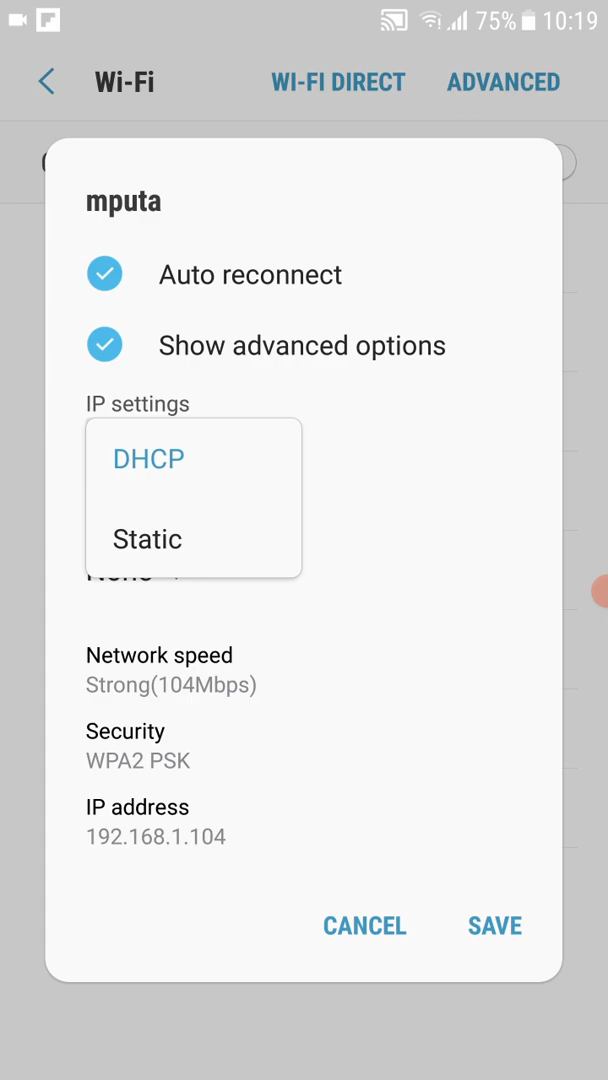 75% 10:19
Wi-Fi WI-FI DIRECT ADVANCED
mputa
Auto reconnect
Show advanced options
IP settings
DHCP
Static
None
Network speed
Strong(104Mbps)
Security
WPA2 PSK
IP address
192.168.1.104
CANCEL SAVE